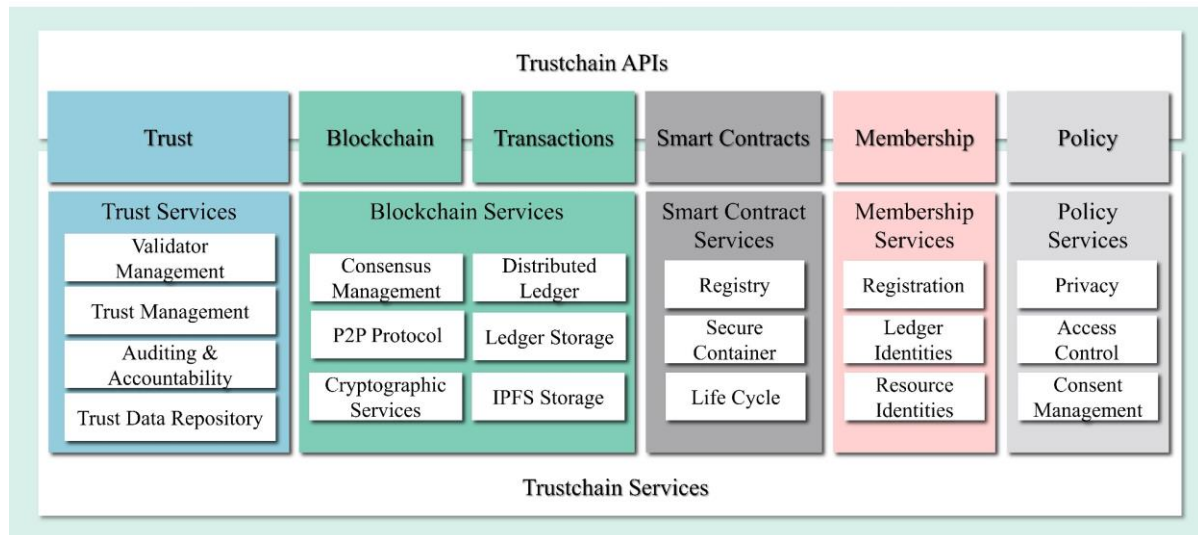 Trustchain APIs
Trust
Blockchain
Transactions
Smart Contracts
Membership
Policy
Trust Services
Validator
Management
Trust Management
Auditing &
Accountability
Trust Data Repository
Blockchain Services
Consensus
Management
P2P Protocol
Cryptographic
Services
Distributed
Ledger
Ledger Storage
IPFS Storage
Smart Contract
Services
Registry
Secure
Container
Life Cycle
Membership
Services
Registration
Ledger
Identities
Resource
Identities
Policy
Services
Privacy
Access
Control
Consent
Management
Trustchain Services